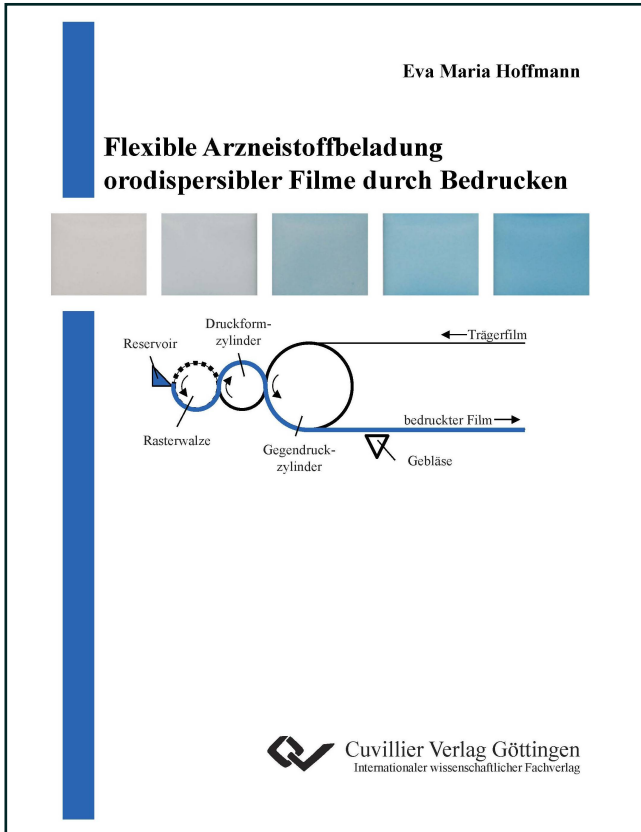 Eva Maria Hoffmann
Flexible Arzneistoffbeladung
orodispersibler Filme durch Bedrucken
Druckform-
zylinder
Reservoir
Trägerfilm
Rasterwalze
Gegendruck-
zylinder
bedruckter Film
Gebläse
Cuvillier Verlag Göttingen
Internationaler wissenschaftlicher Fachverlag